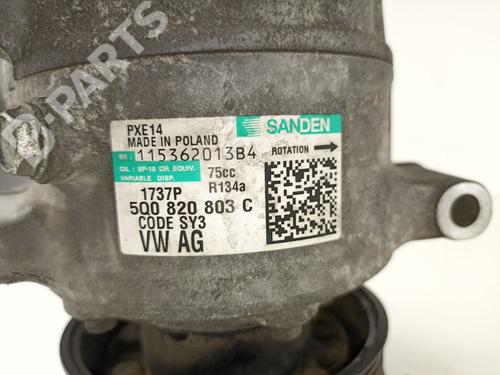 B-PARTS
PXE14
MADE IN POLAND
SANDEN
SN: 115362013B4
ROTATION
OIL: SP-10 OR EQUIV. 75cc
VARIABLE DISP. R134a
1737P
5Q0 820 803 C
CODE SY3
VW AG